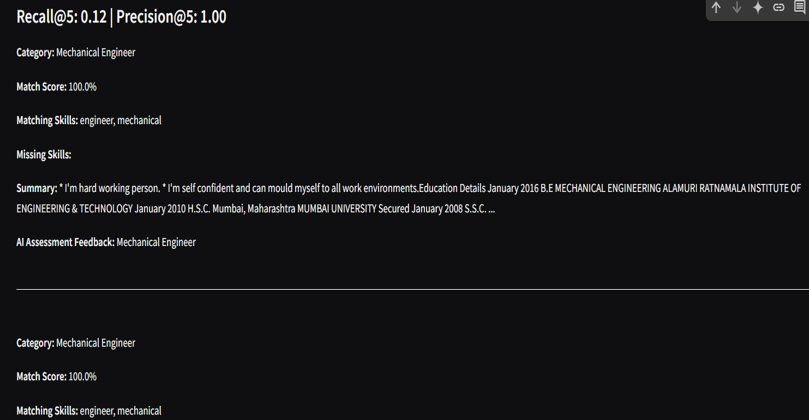 Recall@5: 0.12 | Precision@5: 1.00
Category: Mechanical Engineer
Match Score: 100.0%
Matching Skills: engineer, mechanical
Missing Skills:
Summary: * I'm hard working person. * I'm self confident and can mould myself to all work environments.Education Details January 2016 B.E MECHANICAL ENGINEERING ALAMURI RATNAMALA INSTITUTE OF
ENGINEERING & TECHNOLOGY January 2010 H.S.C. Mumbai, Maharashtra MUMBAI UNIVERSITY Secured January 2008 S.S.C. ...
AI Assessment Feedback: Mechanical Engineer
Category: Mechanical Engineer
Match Score: 100.0%
Matching Skills: engineer, mechanical